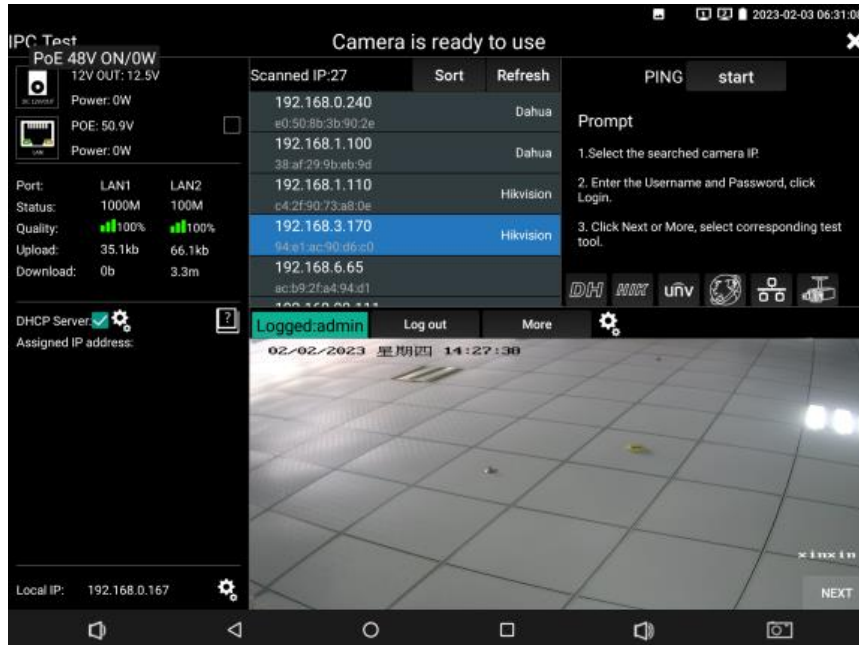 2023-02-03 06:31:08
IPC Test
Camera is ready to use
PoE 48V ON/0W
12V OUT: 12.5V
Power: 0W
POE: 50.9V
Power: 0W
LAN
Port: LAN1 LAN2
Status: 1000M 100M
Quality: 100% 100%
Upload: 35.1kb 66.1kb
Download: 0b 3.3m
DHCP Server:
Assigned IP address:
Local IP: 192.168.0.167
Scanned IP:27 Sort Refresh
192.168.0.240 Dahua
e0:50:8b:3b:90:2e
192.168.1.100 Dahua
38:af:29:9b:eb:9d
192.168.1.110 Hikvision
c4:2f:90:73:a8:0e
192.168.3.170 Hikvision
94:e1:ac:90:d6:c0
192.168.6.65
ac:b9:2f:a4:94:d1
PING start
Prompt
1.Select the searched camera IP.
2. Enter the Username and Password, click
Login.
3. Click Next or More, select corresponding test
tool.
DH HIK unv
Logged:admin Log out More
02/02/2023 星期四 14:27:38
xinxin
NEXT